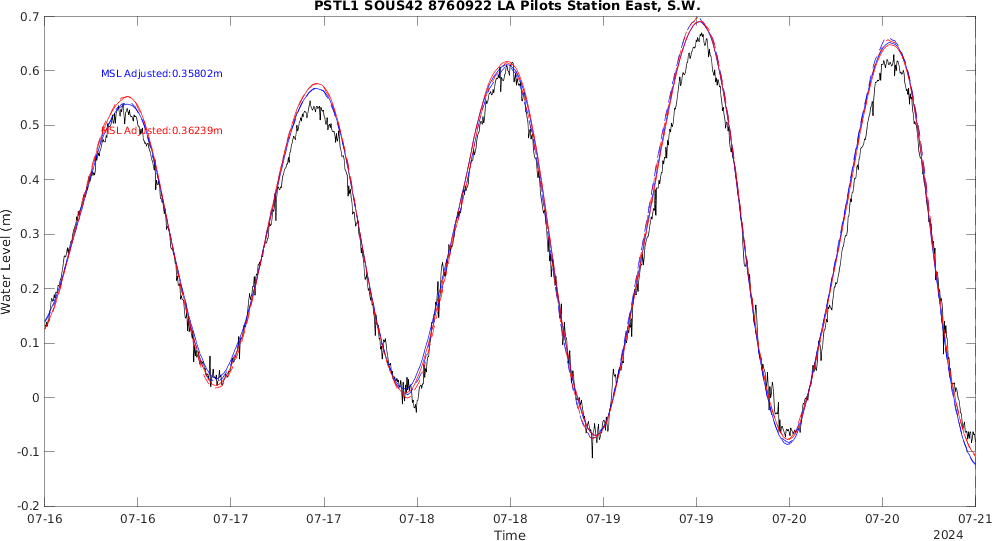 PSTL1 SOUS42 8760922 LA Pilots Station East, S.W.
0.7
0.6
0.5
0.4
0.3
0.2
0.1
0
-0.1
-0.2
Water Level (m)
MSL Adjusted:0.35802m
MSL Adjusted:0.36239m
07-16 07-16 07-17 07-17 07-18 07-18 07-19 07-19 07-20 07-20 07-21
Time
2024